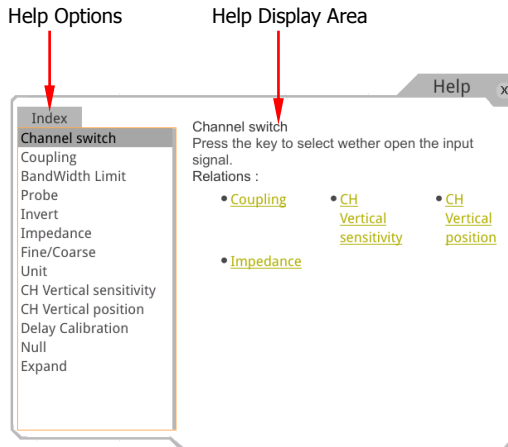 Help Options
Help Display Area
Help
x
Index
Channel switch
Coupling
BandWidth Limit
Probe
Invert
Impedance
Fine/Coarse
Unit
CH Vertical sensitivity
CH Vertical position
Delay Calibration
Null
Expand
Channel switch
Press the key to select wether open the input
signal.
Relations :
• Coupling
• CH
Vertical
sensitivity
• CH
Vertical
position
• Impedance